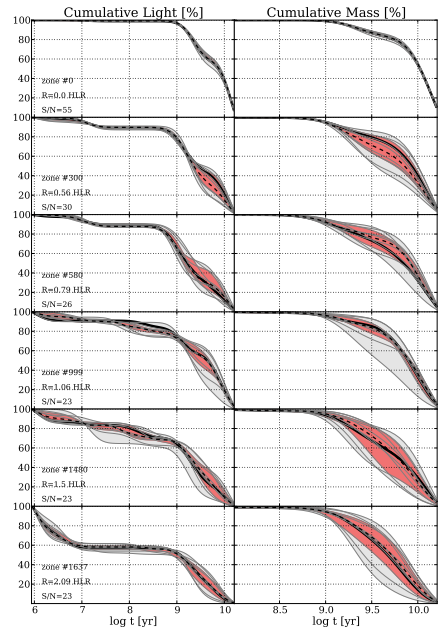 Cumulative Light [%] Cumulative Mass [%]
100
80
60
40
20
zone #0
R=0.0 HLR
S/N=55
100
80
60
40
20
zone #300
R=0.56 HLR
S/N=30
100
80
60
40
20
zone #580
R=0.79 HLR
S/N=26
100
80
60
40
20
zone #999
R=1.06 HLR
S/N=23
100
80
60
40
20
zone #1480
R=1.5 HLR
S/N=23
100
80
60
40
20
zone #1637
R=2.09 HLR
S/N=23
6 7 8 9 10 8.5 9.0 9.5 10.0
log t [yr] log t [yr]